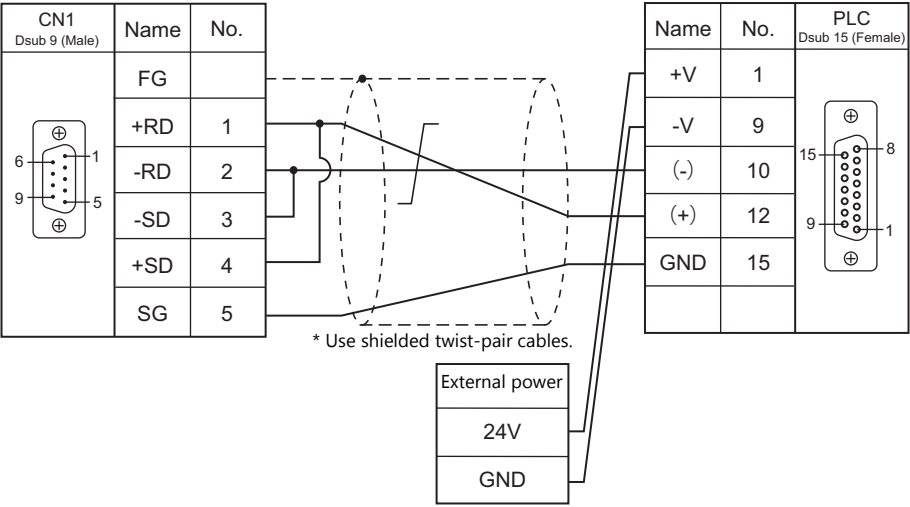 CN1
Dsub 9 (Male)
Name
No.
FG
+RD
1
-RD
2
-SD
3
+SD
4
SG
5
6
1
9
5
Name
No.
PLC
Dsub 15 (Female)
+V
1
-V
9
(-)
10
(+)
12
GND
15
15
8
9
1
* Use shielded twist-pair cables.
External power
24V
GND